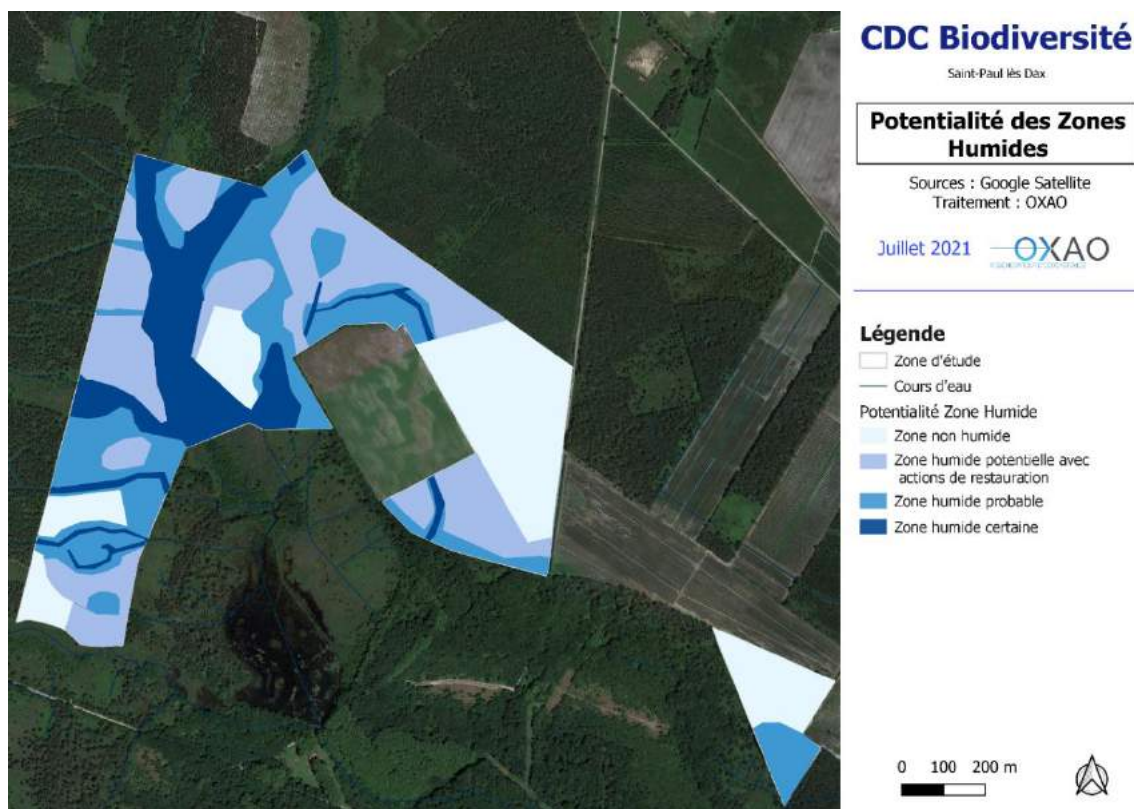 CDC Biodiversité
Saint-Paul lès Dax
Potentialité des Zones
Humides
Sources : Google Satellite
Traitement : OXAO
Juillet 2021
OXAO
Légende
Zone d'étude
Cours d'eau
Potentialité Zone Humide
Zone non humide
Zone humide potentielle avec
actions de restauration
Zone humide probable
Zone humide certaine
0 100 200 m